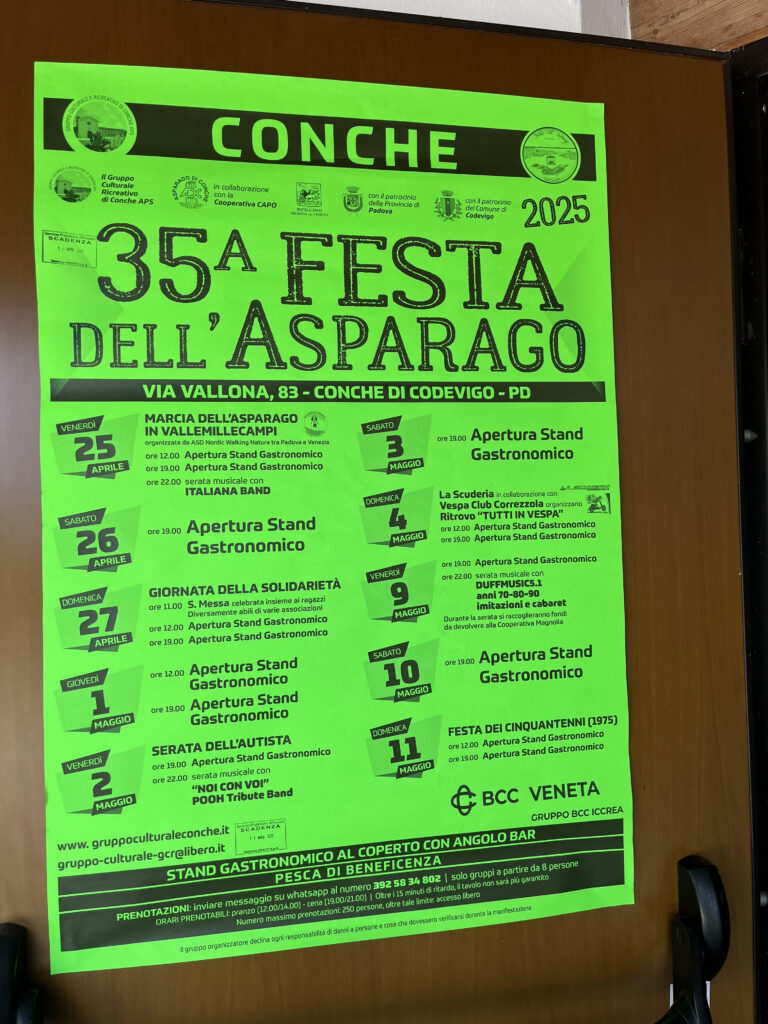 CONCHE
Il Gruppo
Culturale
Ricreativo
di Conche APS
ASPARAGO DI CONCHE
in collaborazione
con la
Cooperativa CAPO
PATROCINIO
REGIONE DEL VENETO
con il patrocinio
della Provincia di
Padova
con il patrocinio
del Comune di
Codevigo
2025
SCADENZA
35A FESTA
DELL'ASPARAGO
VIA VALLONA, 83 - CONCHE DI CODEVIGO - PD
VENERDÌ
25
APRILE
MARCIA DELL'ASPARAGO
IN VALLEMILLECAMPI
organizzata da ASD Nordic Walking Natura tra Padova e Venezia
ore 12.00 Apertura Stand Gastronomico
ore 19.00 Apertura Stand Gastronomico
ore 22.00 serata musicale con
ITALIANA BAND
SABATO
26
APRILE
ore 19.00 Apertura Stand
Gastronomico
DOMENICA
27
APRILE
GIORNATA DELLA SOLIDARIETÀ
ore 11.00 S. Messa celebrata insieme ai ragazzi
Diversamente abili di varie associazioni
ore 12.00 Apertura Stand Gastronomico
ore 19.00 Apertura Stand Gastronomico
GIOVEDÌ
1
MAGGIO
ore 12.00 Apertura Stand
Gastronomico
ore 19.00 Apertura Stand
Gastronomico
VENERDÌ
2
MAGGIO
SERATA DELL'AUTISTA
ore 19.00 Apertura Stand Gastronomico
ore 22.00 serata musicale con
"NOI CON VOI"
POOH Tribute Band
SABATO
3
MAGGIO
ore 19.00 Apertura Stand
Gastronomico
DOMENICA
4
MAGGIO
La Scuderia in collaborazione con
Vespa Club Correzzola organizzano
Ritrovo "TUTTI IN VESPA"
ore 12.00 Apertura Stand Gastronomico
ore 19.00 Apertura Stand Gastronomico
VENERDÌ
9
MAGGIO
ore 19.00 Apertura Stand Gastronomico
ore 22.00 serata musicale con
DUFFMUSIC5.1
anni 70-80-90
imitazioni e cabaret
Durante la serata si raccoglieranno fondi
da devolvere alla Cooperativa Magnolia
SABATO
10
MAGGIO
ore 19.00 Apertura Stand
Gastronomico
DOMENICA
11
MAGGIO
FESTA DEI CINQUANTENNI (1975)
ore 12.00 Apertura Stand Gastronomico
ore 19.00 Apertura Stand Gastronomico
BCC VENETA
GRUPPO BCC ICCREA
www. gruppoculturaleconche.it
gruppo-culturale-gcr@libero.it
SCADENZA
STAND GASTRONOMICO AL COPERTO CON ANGOLO BAR
PESCA DI BENEFICENZA
PRENOTAZIONI: inviare messaggio su whatsapp al numero 392 58 34 802 | solo gruppi a partire da 8 persone
ORARI PRENOTABILI: pranzo (12.00/14.00) - cena (19.00/21.00) | Oltre i 15 minuti di ritardo, il tavolo non sarà più garantito
Numero massimo prenotazioni: 250 persone, oltre tale limite: accesso libero
Il gruppo organizzatore declina ogni responsabilità di danni a persone e cose che dovessero verificarsi durante la manifestazione